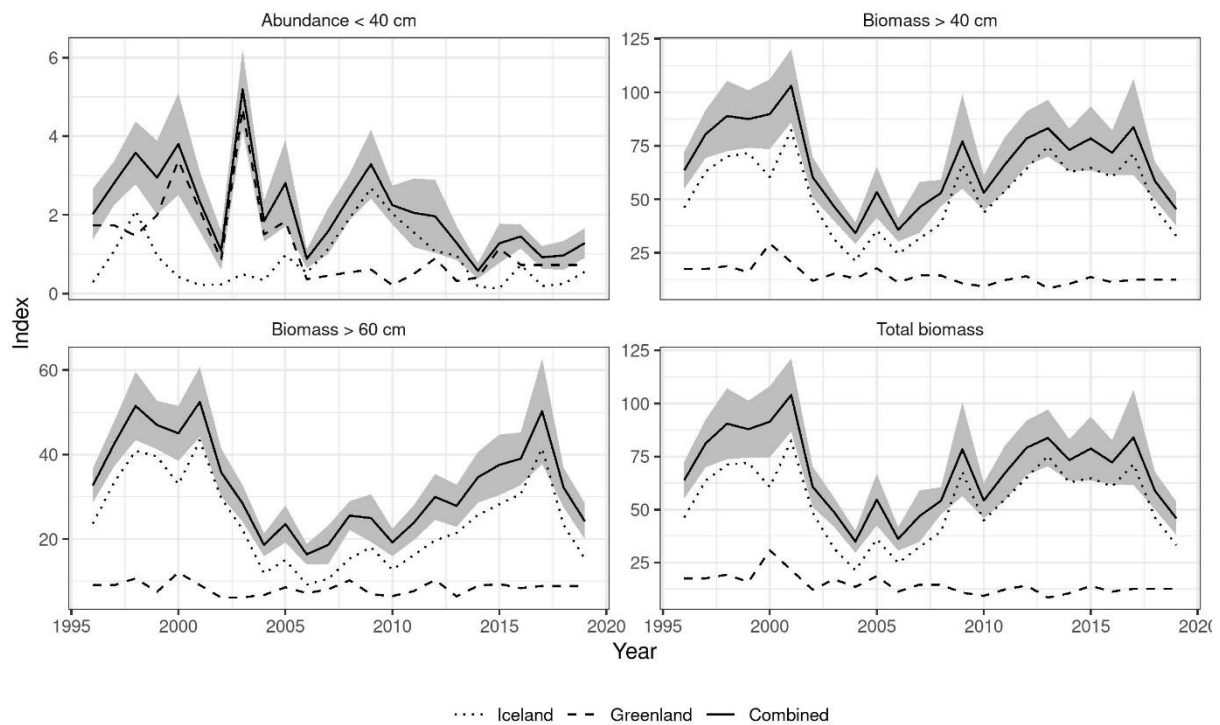 Abundance < 40 cm
Biomass > 40 cm
6
4
2
0
125
100
75
50
25
Index
Biomass > 60 cm
Total biomass
60
40
20
125
100
75
50
25
1995 2000 2005 2010 2015 2020
1995 2000 2005 2010 2015 2020
Year
Iceland Greenland Combined